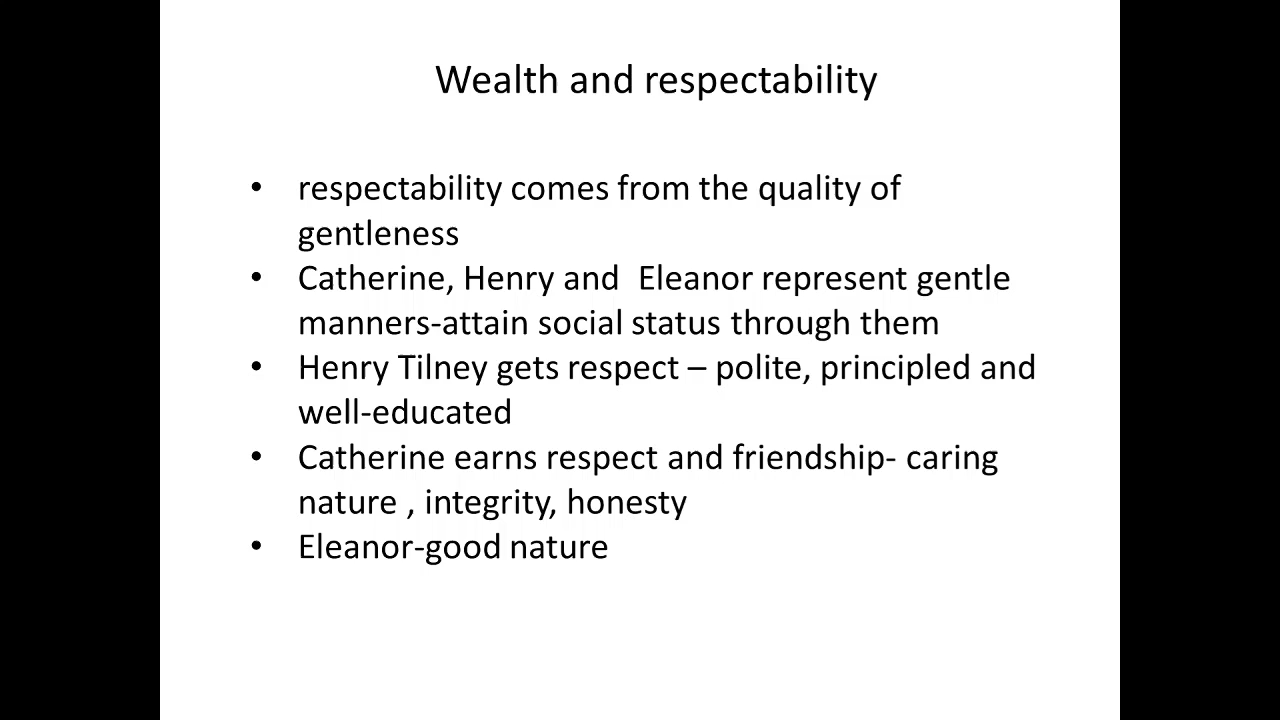 Wealth and respectability
• respectability comes from the quality of
gentleness
• Catherine, Henry and  Eleanor represent gentle
manners-attain social status through them
• Henry Tilney gets respect – polite, principled and
well-educated
• Catherine earns respect and friendship- caring
nature , integrity, honesty
• Eleanor-good nature